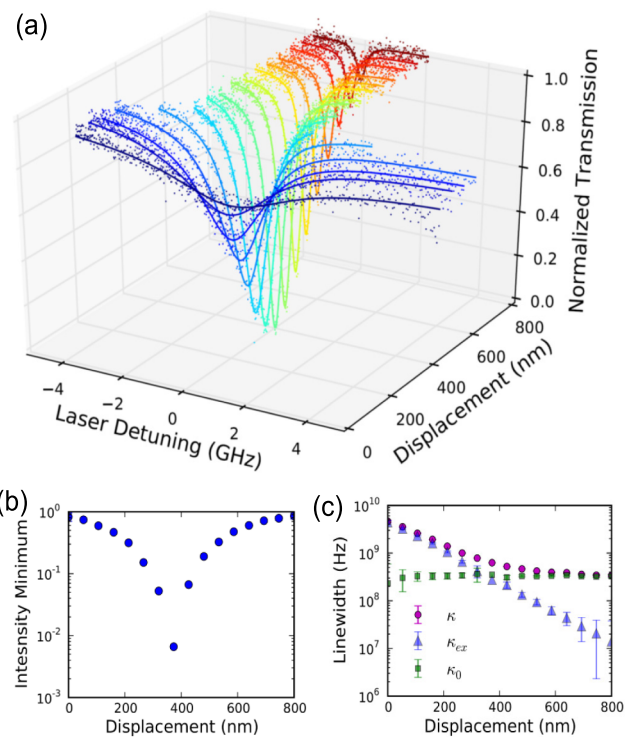 (a)
1.0
0.8
0.6
0.4
0.2
0.0
Normalized Transmission
−4
−2
0
2
4
Laser Detuning (GHz)
0
200
400
600
800
Displacement (nm)
(b)
10^0
10^-1
10^-2
10^-3
Intesnsity Minimum
0
200
400
600
800
Displacement (nm)
(c)
10^10
10^9
10^8
10^7
10^6
Linewidth (Hz)
κ
κ_ex
κ_0
0
200
400
600
800
Displacement (nm)